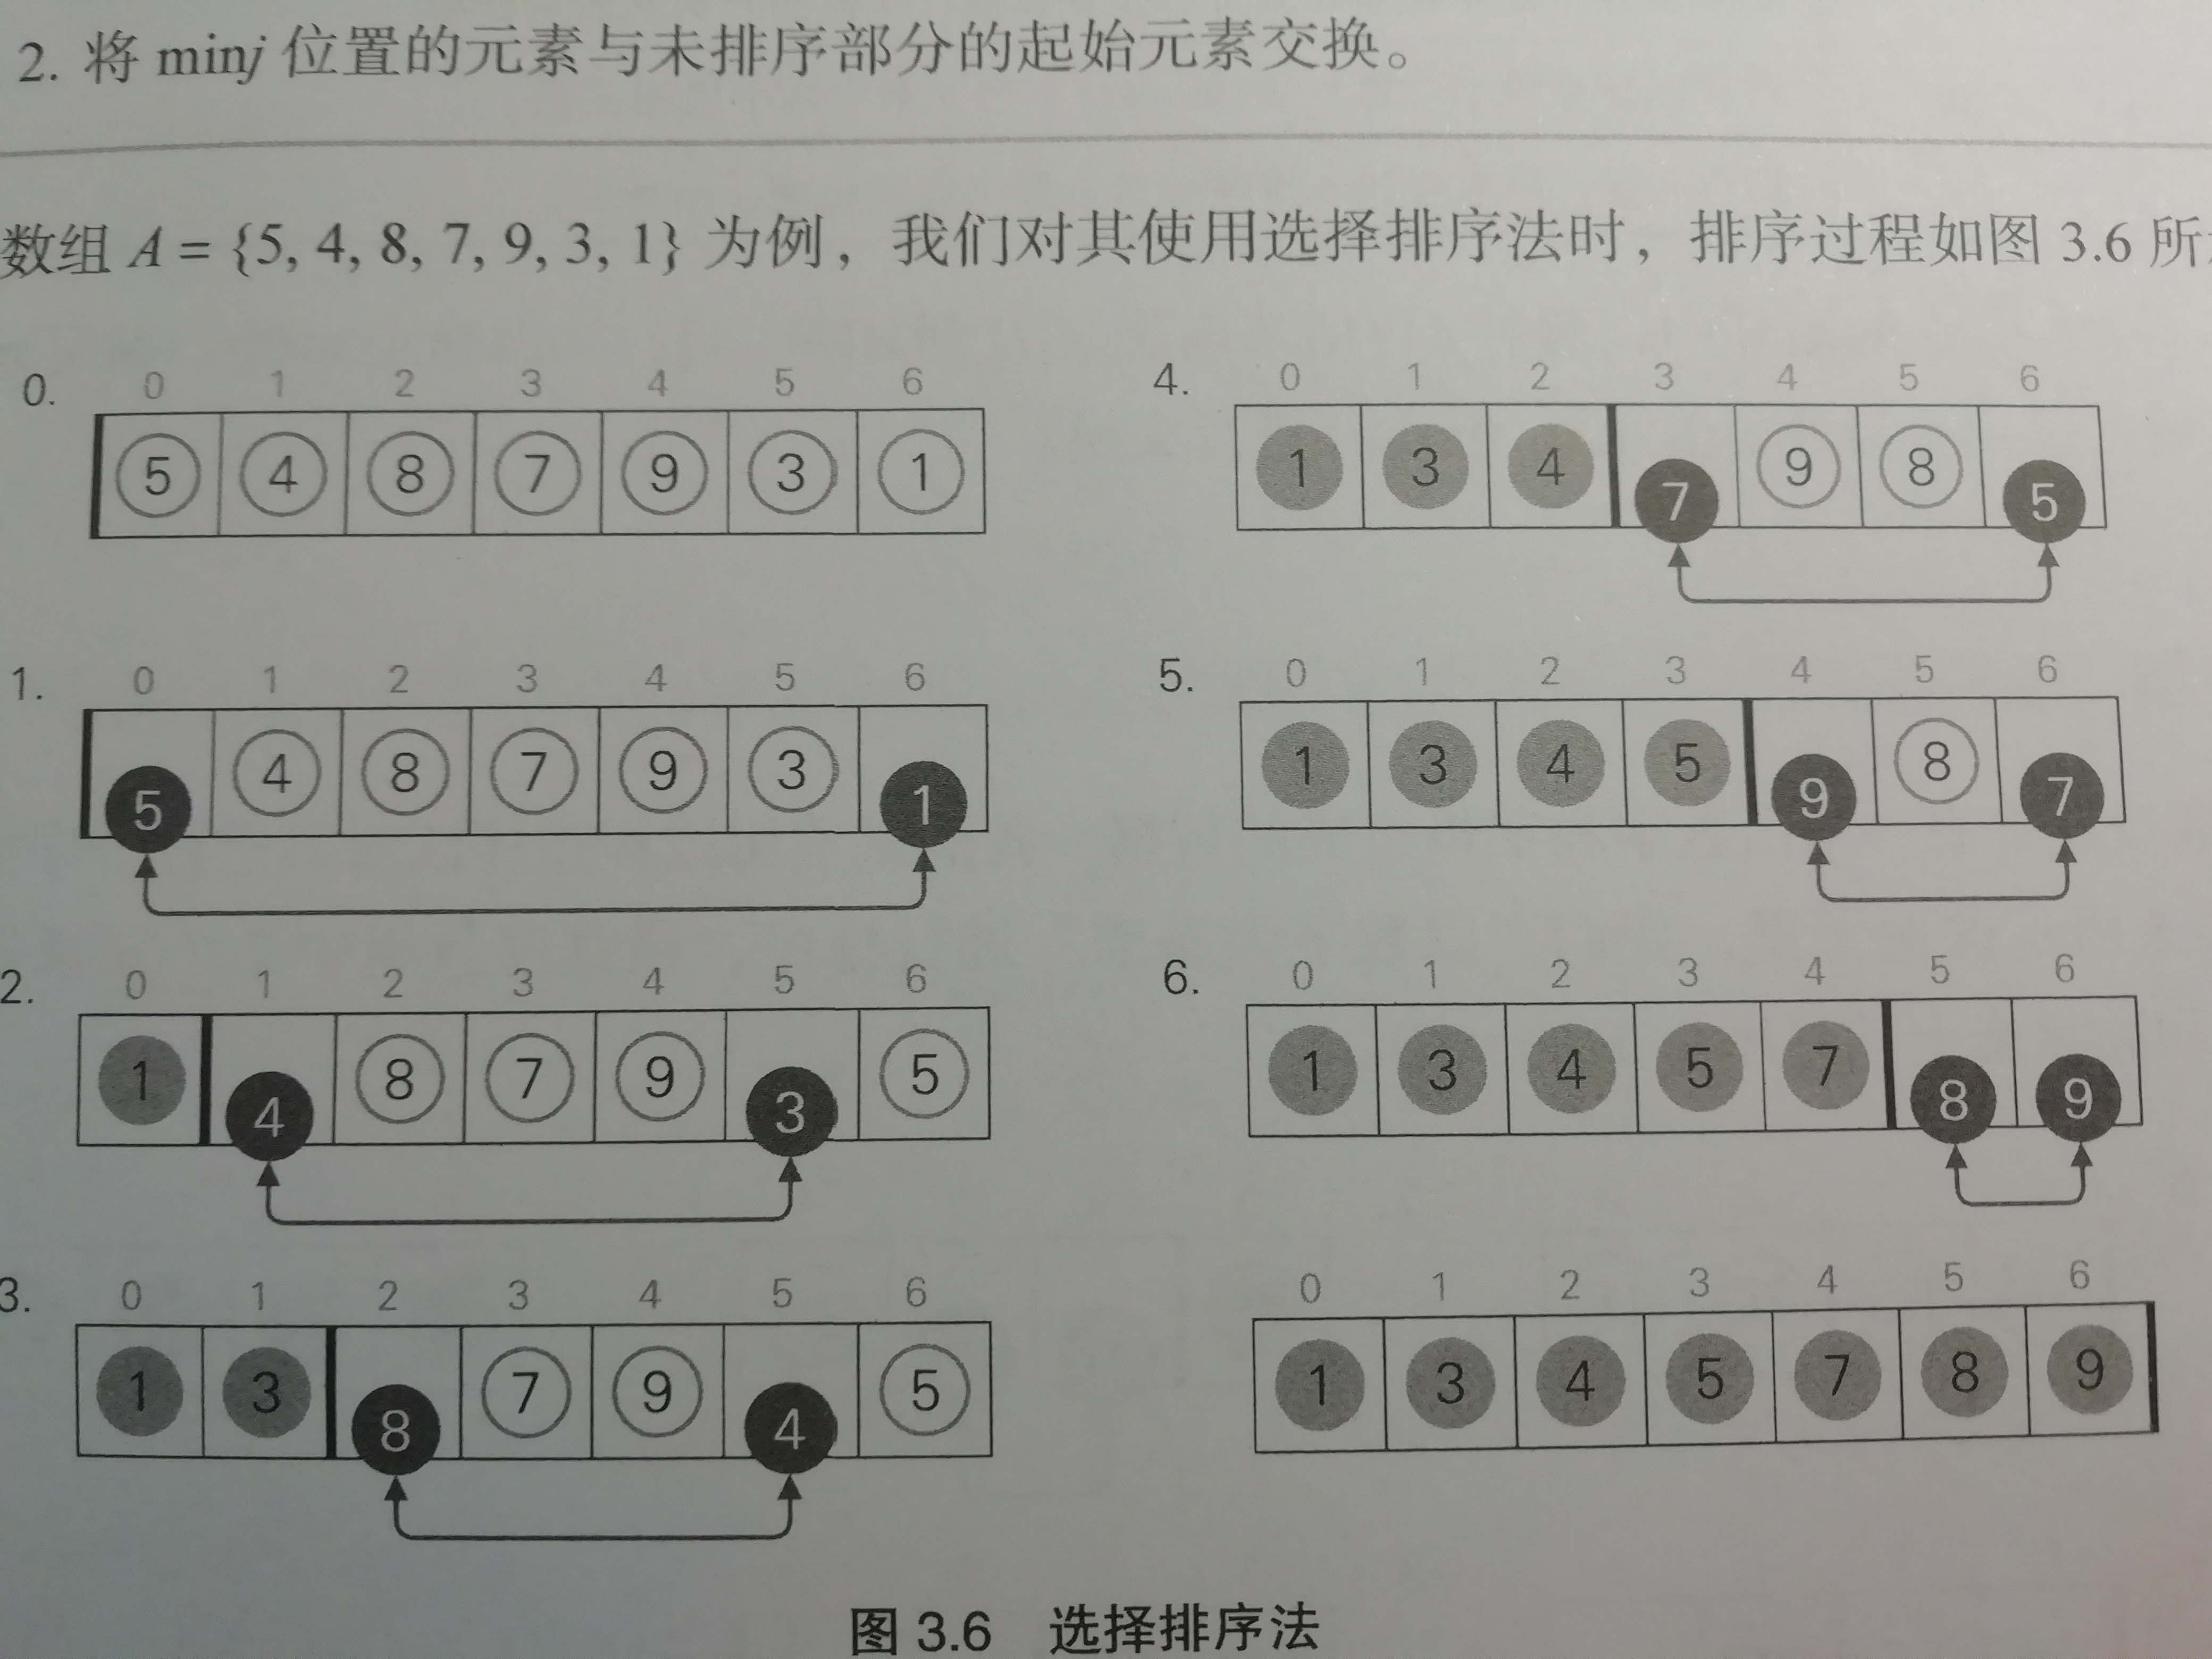 2. 将 minj 位置的元素与未排序部分的起始元素交换。
数组 A = {5, 4, 8, 7, 9, 3, 1} 为例，我们对其使用选择排序法时，排序过程如图 3.6 所
0. 0 1 2 3 4 5 6
5 4 8 7 9 3 1
1. 0 1 2 3 4 5 6
5 4 8 7 9 3 1
2. 0 1 2 3 4 5 6
1 4 8 7 9 3 5
3. 0 1 2 3 4 5 6
1 3 8 7 9 4 5
4. 0 1 2 3 4 5 6
1 3 4 7 9 8 5
5. 0 1 2 3 4 5 6
1 3 4 5 9 8 7
6. 0 1 2 3 4 5 6
1 3 4 5 7 8 9
0 1 2 3 4 5 6
1 3 4 5 7 8 9
图 3.6 选择排序法